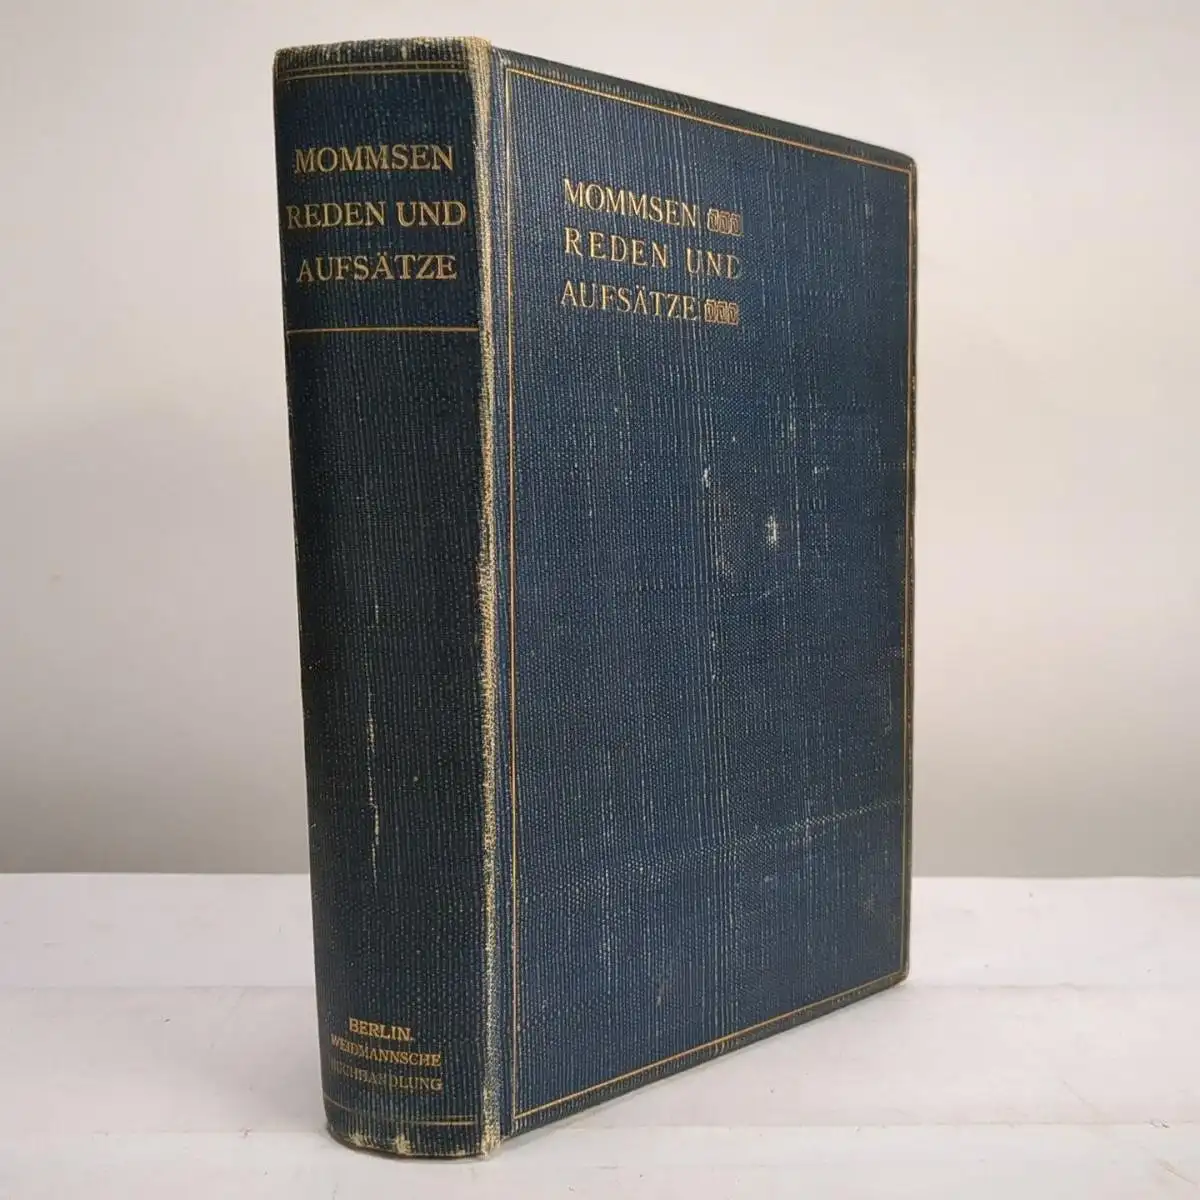 MOMMSEN
REDEN UND
AUFSÄTZE
BERLIN.
WEIDMANNSCHE
BUCHHANDLUNG
MOMMSEN
REDEN UND
AUFSÄTZE